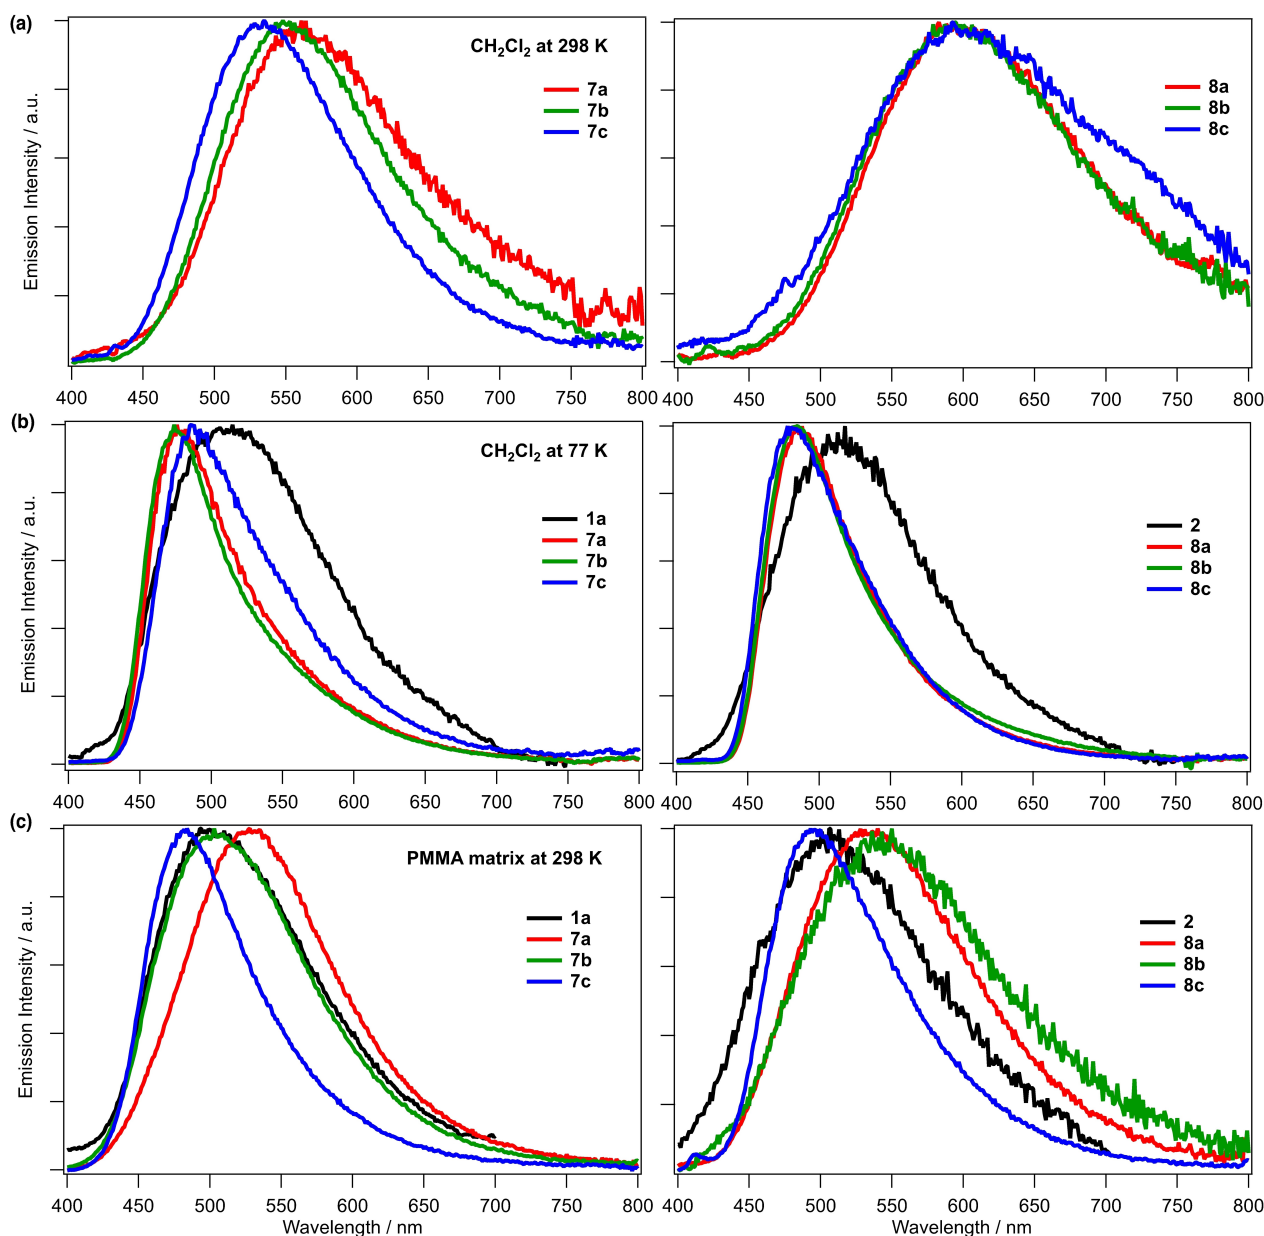 (a)
CH2Cl2 at 298 K
7a
7b
7c
8a
8b
8c
Emission Intensity / a.u.
400 450 500 550 600 650 700 750 800
400 450 500 550 600 650 700 750 800
(b)
CH2Cl2 at 77 K
1a
7a
7b
7c
2
8a
8b
8c
Emission Intensity / a.u.
400 450 500 550 600 650 700 750 800
400 450 500 550 600 650 700 750 800
(c)
PMMA matrix at 298 K
1a
7a
7b
7c
2
8a
8b
8c
Emission Intensity / a.u.
400 450 500 550 600 650 700 750 800
400 450 500 550 600 650 700 750 800
Wavelength / nm
Wavelength / nm